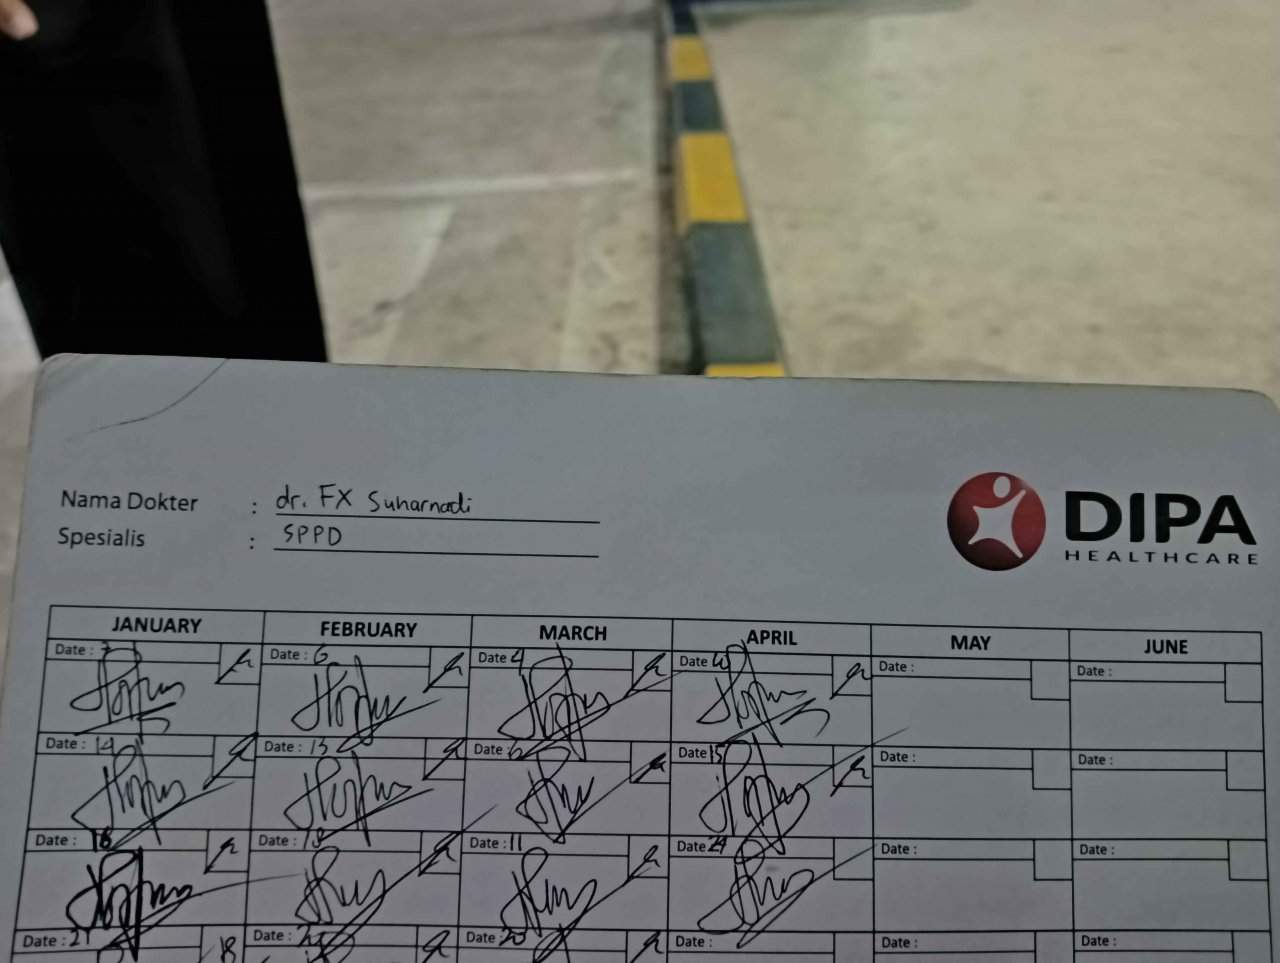 Nama Dokter : dr. FX Suharnadi
Spesialis : SPPD
DIPA
HEALTHCARE
JANUARY FEBRUARY MARCH APRIL MAY JUNE
Date : 7 Date : 6 Date 4 Date Date : Date :
Date : 14 Date : 13 Date : Date 15 Date : Date :
Date : 16 Date : 18 Date : 11 Date 24 Date : Date :
Date : 21 Date : Date : 20 Date : Date : Date :